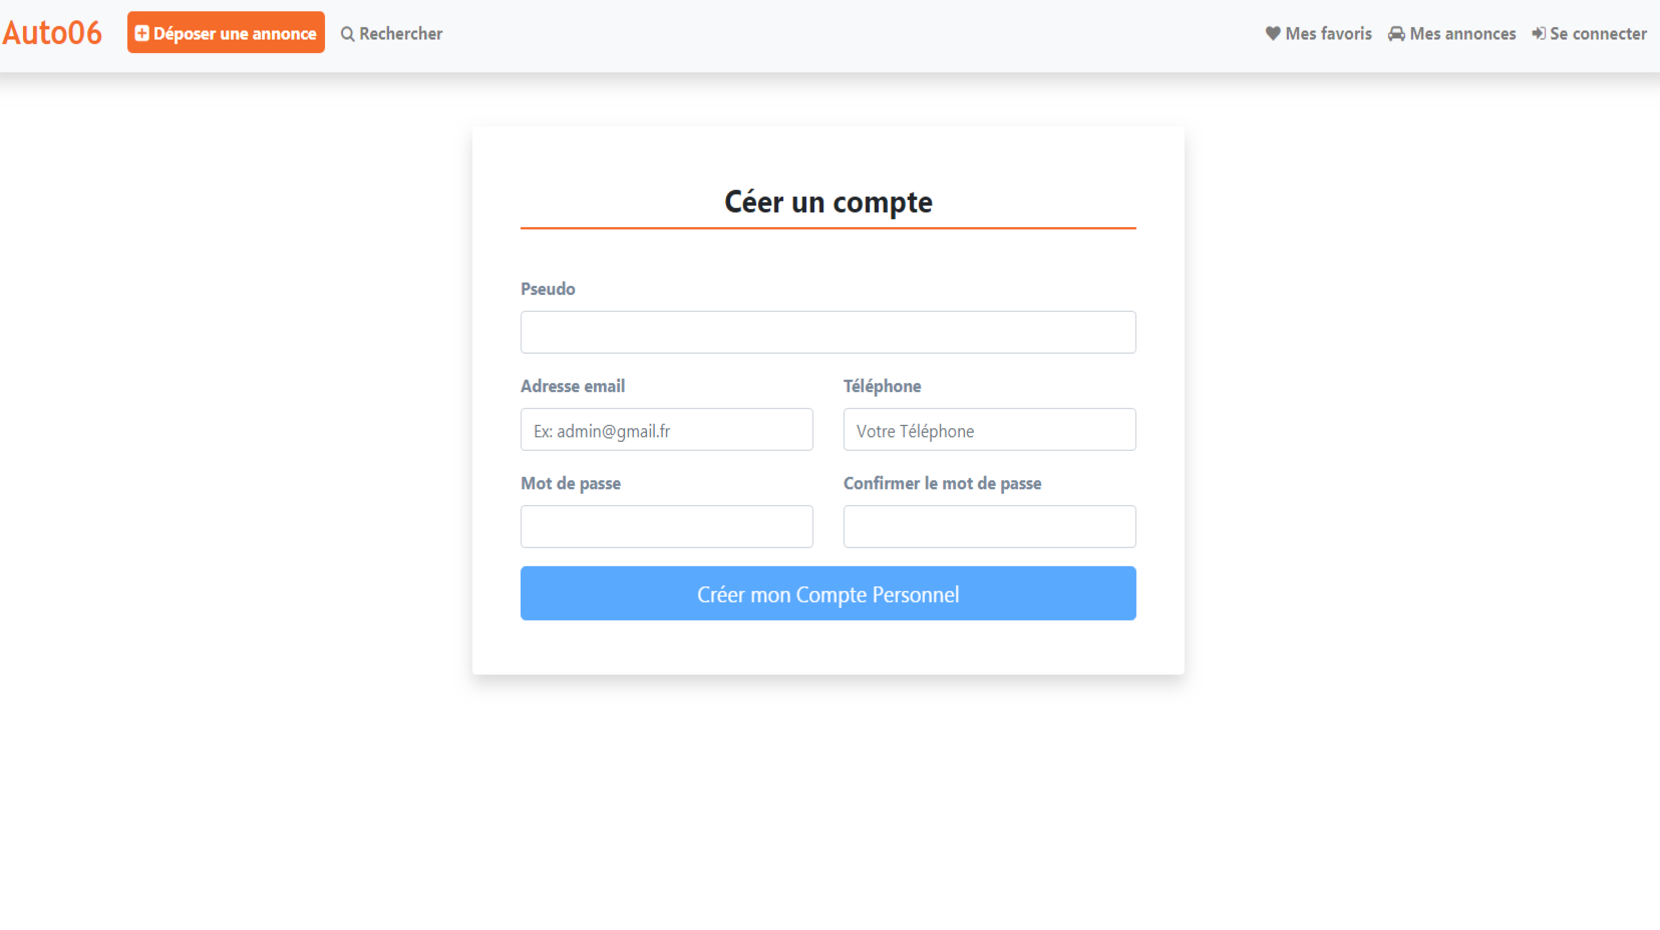 Auto06 Déposer une annonce Rechercher Mes favoris Mes annonces Se connecter
Céer un compte
Pseudo
Adresse email Téléphone
Ex: admin@gmail.fr Votre Téléphone
Mot de passe Confirmer le mot de passe
Créer mon Compte Personnel